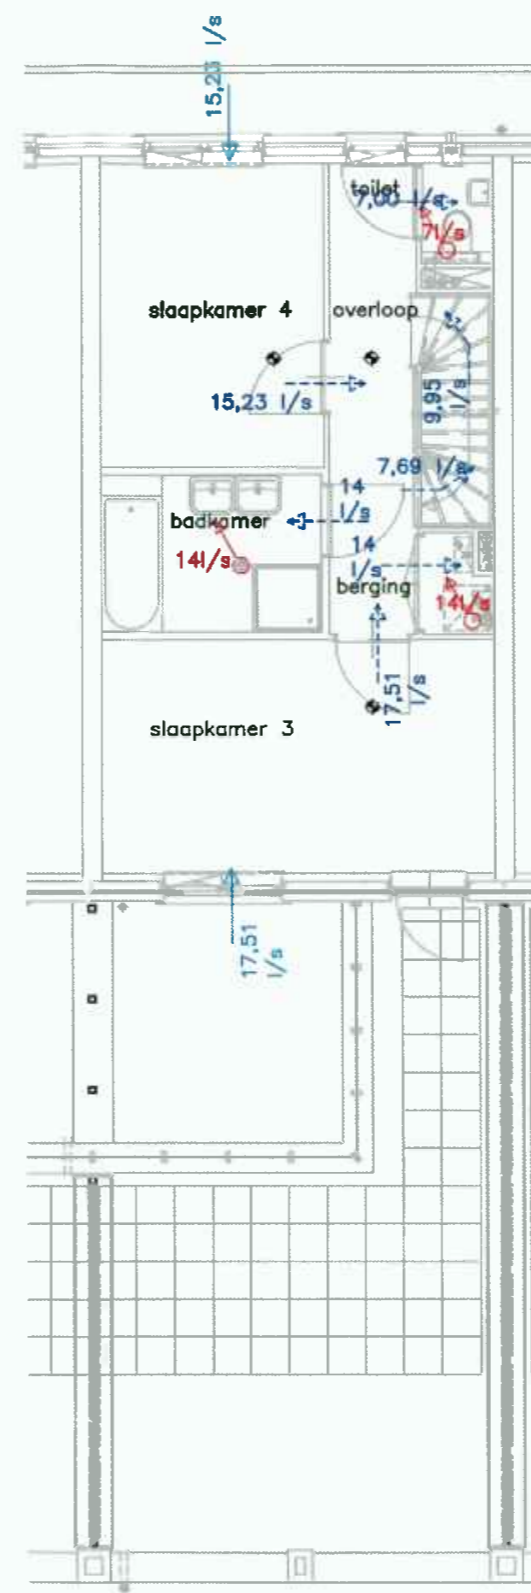 15,23 l/s
toilet
7,00 l/s
7l/s
slaapkamer 4
overloop
15,23 l/s
9,95
l/s
7,69 l/s
14
l/s
badkamer
14l/s
14
l/s
berging
14l/s
17,51
l/s
slaapkamer 3
17,51
l/s